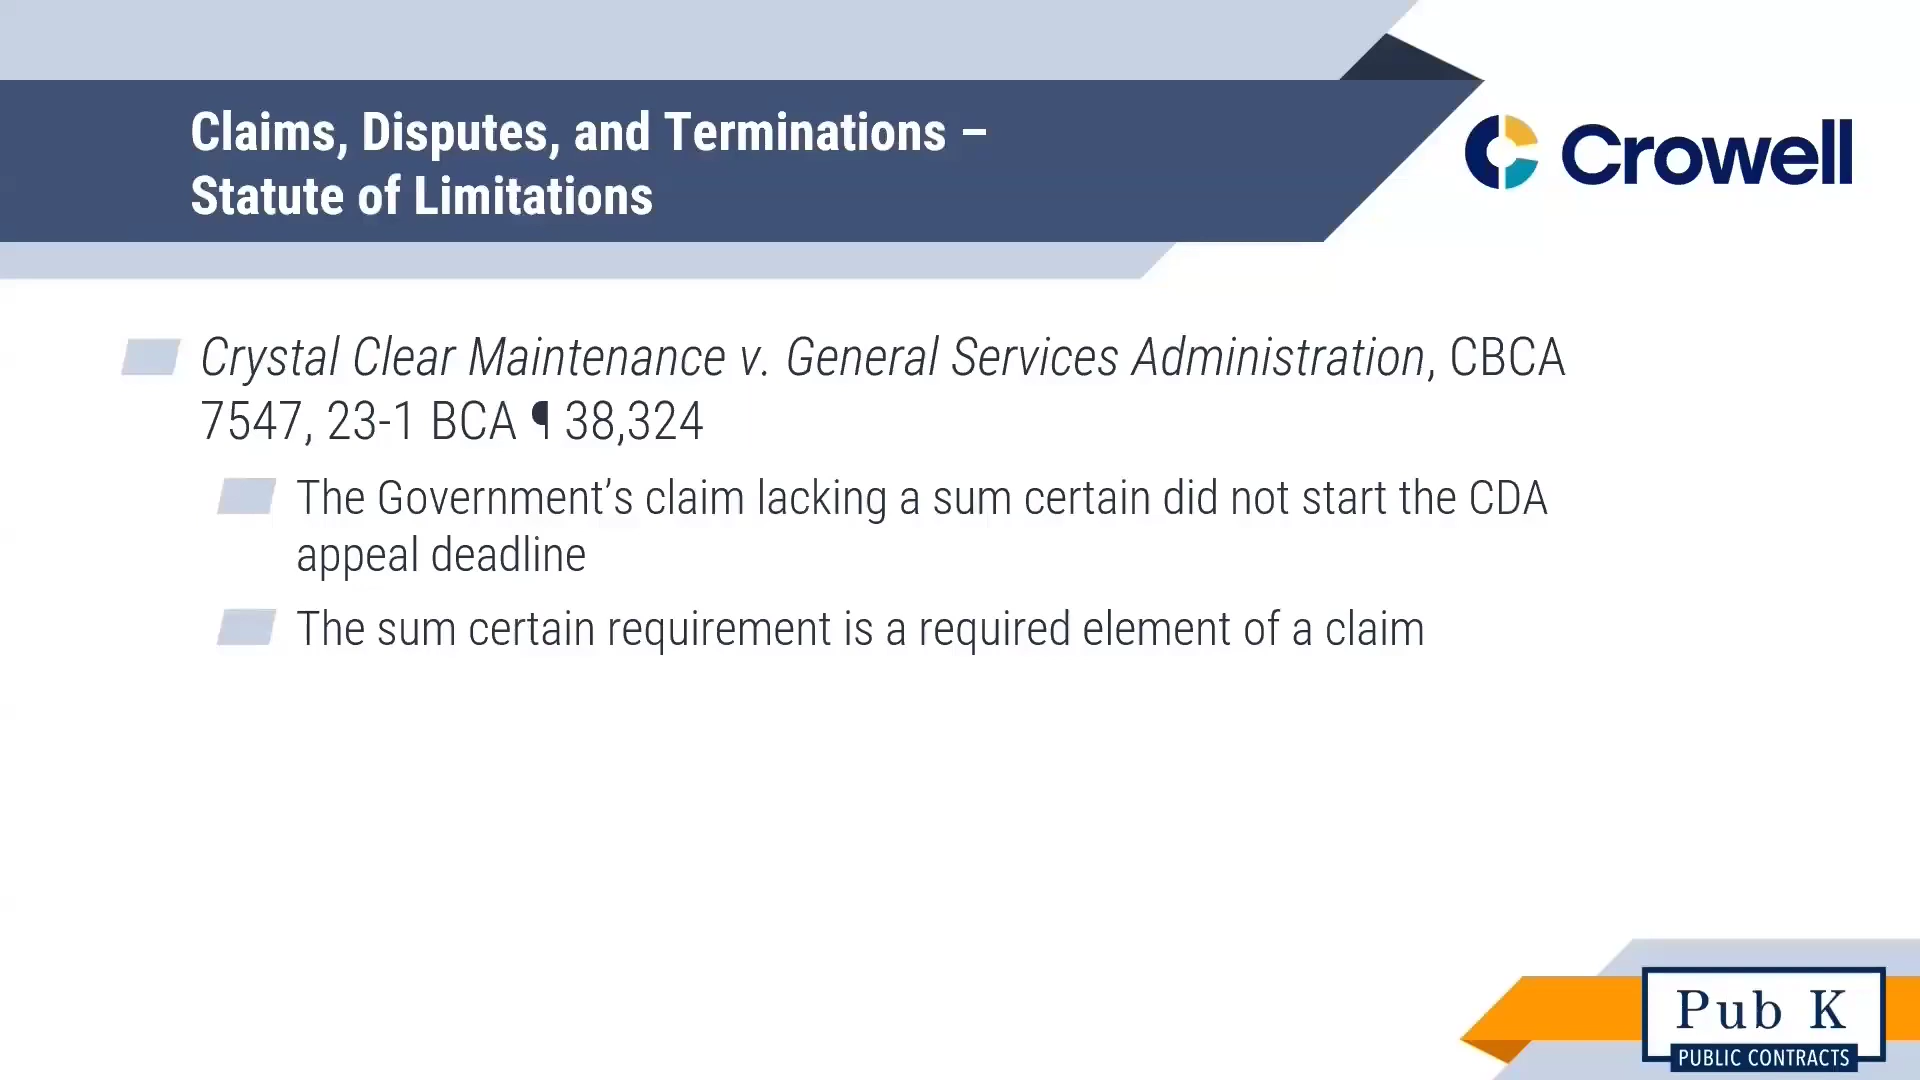 Claims, Disputes, and Terminations –
Statute of Limitations
Crowell
Crystal Clear Maintenance v. General Services Administration, CBCA
7547, 23-1 BCA ¶ 38,324
The Government’s claim lacking a sum certain did not start the CDA
appeal deadline
The sum certain requirement is a required element of a claim
Pub K
PUBLIC CONTRACTS